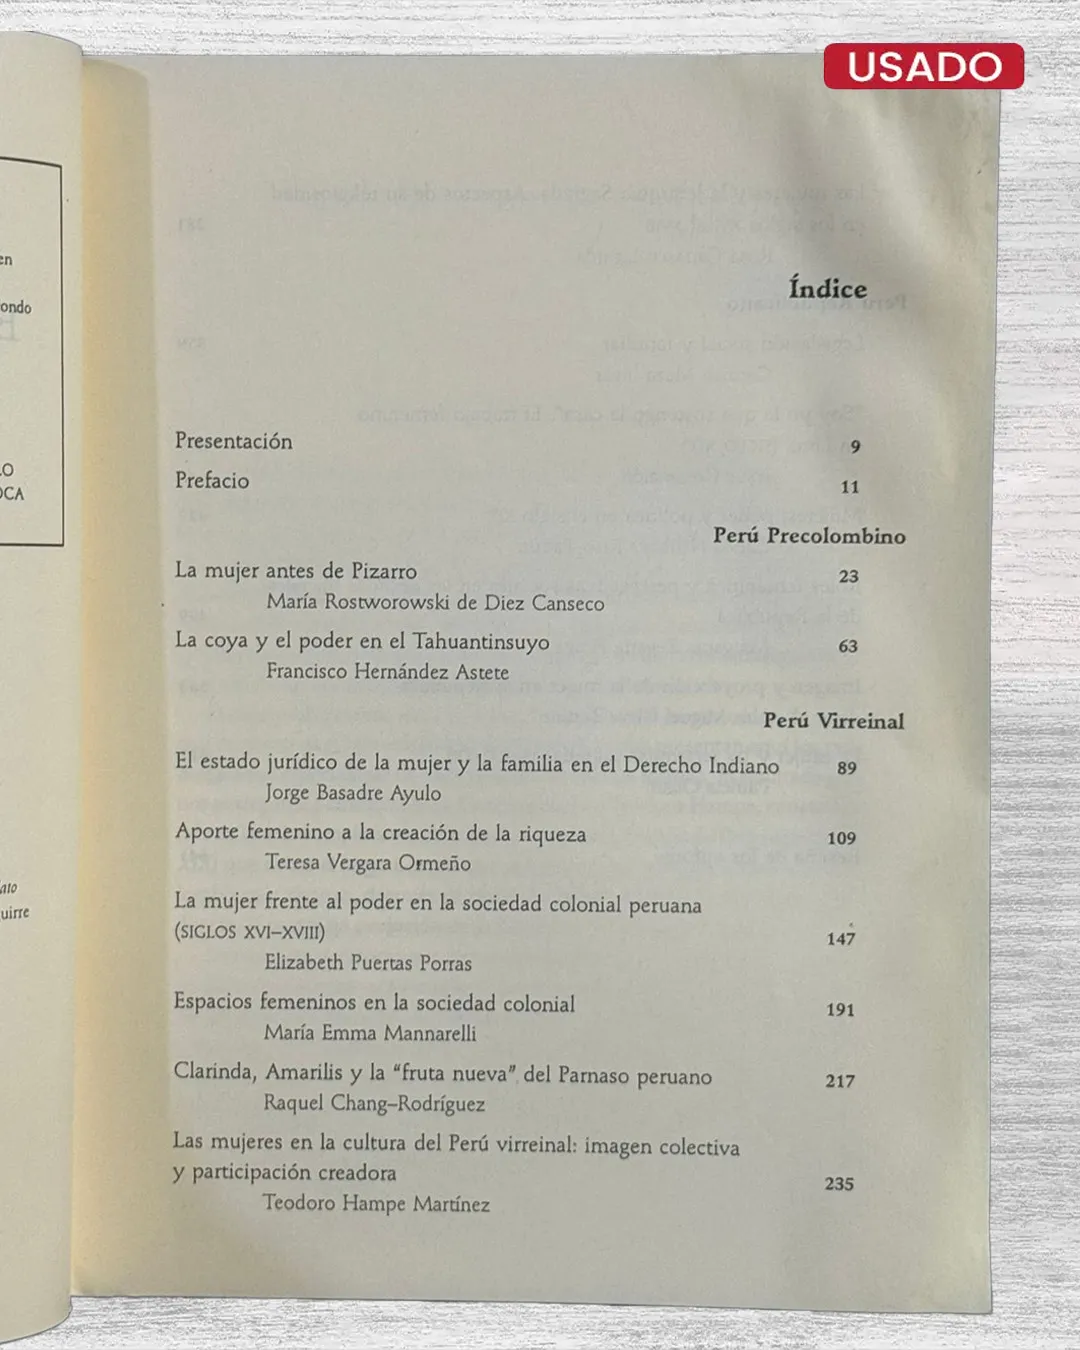 USADO
en
ondo
OCA
uirre
Índice
Presentación 9
Prefacio 11
Perú Precolombino
La mujer antes de Pizarro 23
María Rostworowski de Diez Canseco
La coya y el poder en el Tahuantinsuyo 63
Francisco Hernández Astete
Perú Virreinal
El estado jurídico de la mujer y la familia en el Derecho Indiano 89
Jorge Basadre Ayulo
Aporte femenino a la creación de la riqueza 109
Teresa Vergara Ormeño
La mujer frente al poder en la sociedad colonial peruana
(SIGLOS XVI–XVIII) 147
Elizabeth Puertas Porras
Espacios femeninos en la sociedad colonial 191
María Emma Mannarelli
Clarinda, Amarilis y la “fruta nueva” del Parnaso peruano 217
Raquel Chang–Rodríguez
Las mujeres en la cultura del Perú virreinal: imagen colectiva
y participación creadora 235
Teodoro Hampe Martínez